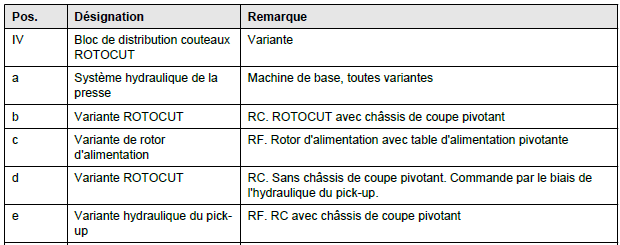 Pos. Désignation Remarque
IV Bloc de distribution couteaux Variante
ROTOCUT
a Système hydraulique de la Machine de base, toutes variantes
presse
b Variante ROTOCUT RC. ROTOCUT avec châssis de coupe pivotant
c Variante de rotor RF. Rotor d'alimentation avec table d'alimentation pivotante
d'alimentation
d Variante ROTOCUT RC. Sans châssis de coupe pivotant. Commande par le biais de
l'hydraulique du pick-up.
e Variante hydraulique du pick- RF. RC avec châssis de coupe pivotant
up